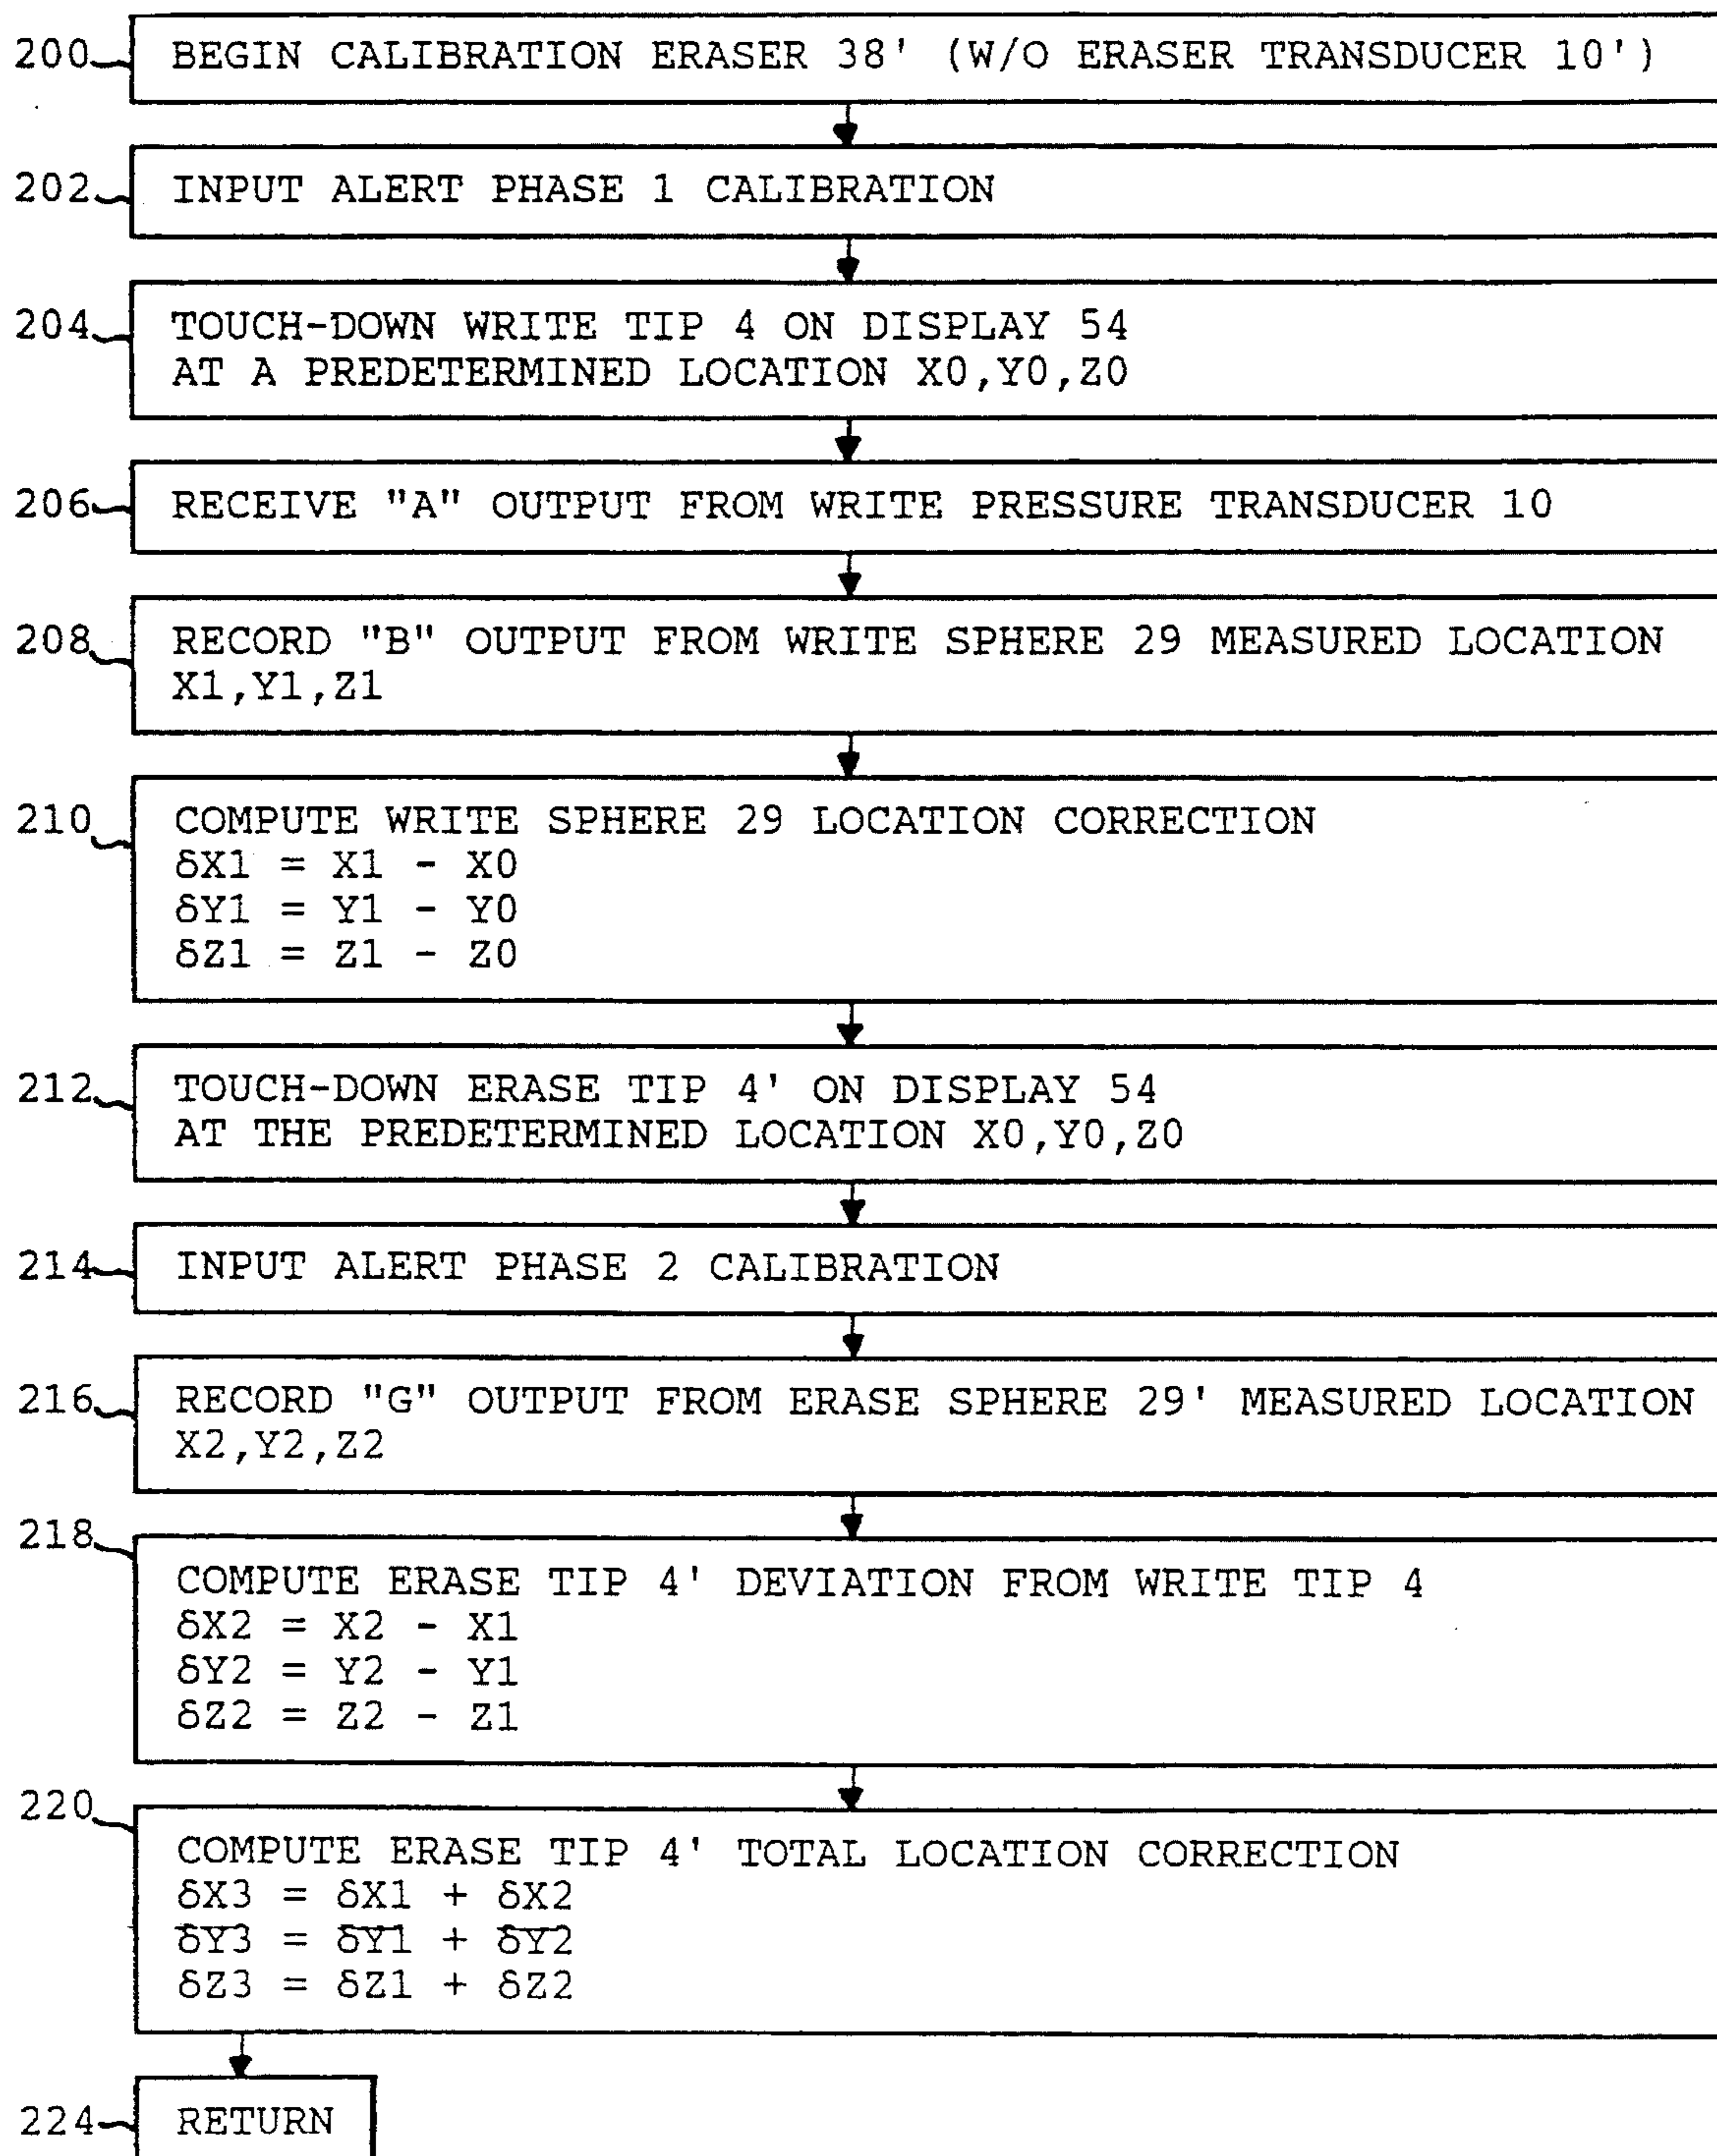 200 BEGIN CALIBRATION ERASER 38' (W/O ERASER TRANSDUCER 10')
202 INPUT ALERT PHASE 1 CALIBRATION
204 TOUCH-DOWN WRITE TIP 4 ON DISPLAY 54
AT A PREDETERMINED LOCATION X0,Y0,Z0
206 RECEIVE "A" OUTPUT FROM WRITE PRESSURE TRANSDUCER 10
208 RECORD "B" OUTPUT FROM WRITE SPHERE 29 MEASURED LOCATION
X1,Y1,Z1
210 COMPUTE WRITE SPHERE 29 LOCATION CORRECTION
δX1 = X1 - X0
δY1 = Y1 - Y0
δZ1 = Z1 - Z0
212 TOUCH-DOWN ERASE TIP 4' ON DISPLAY 54
AT THE PREDETERMINED LOCATION X0,Y0,Z0
214 INPUT ALERT PHASE 2 CALIBRATION
216 RECORD "G" OUTPUT FROM ERASE SPHERE 29' MEASURED LOCATION
X2,Y2,Z2
218 COMPUTE ERASE TIP 4' DEVIATION FROM WRITE TIP 4
δX2 = X2 - X1
δY2 = Y2 - Y1
δZ2 = Z2 - Z1
220 COMPUTE ERASE TIP 4' TOTAL LOCATION CORRECTION
δX3 = δX1 + δX2
δY3 = δY1 + δY2
δZ3 = δZ1 + δZ2
224 RETURN